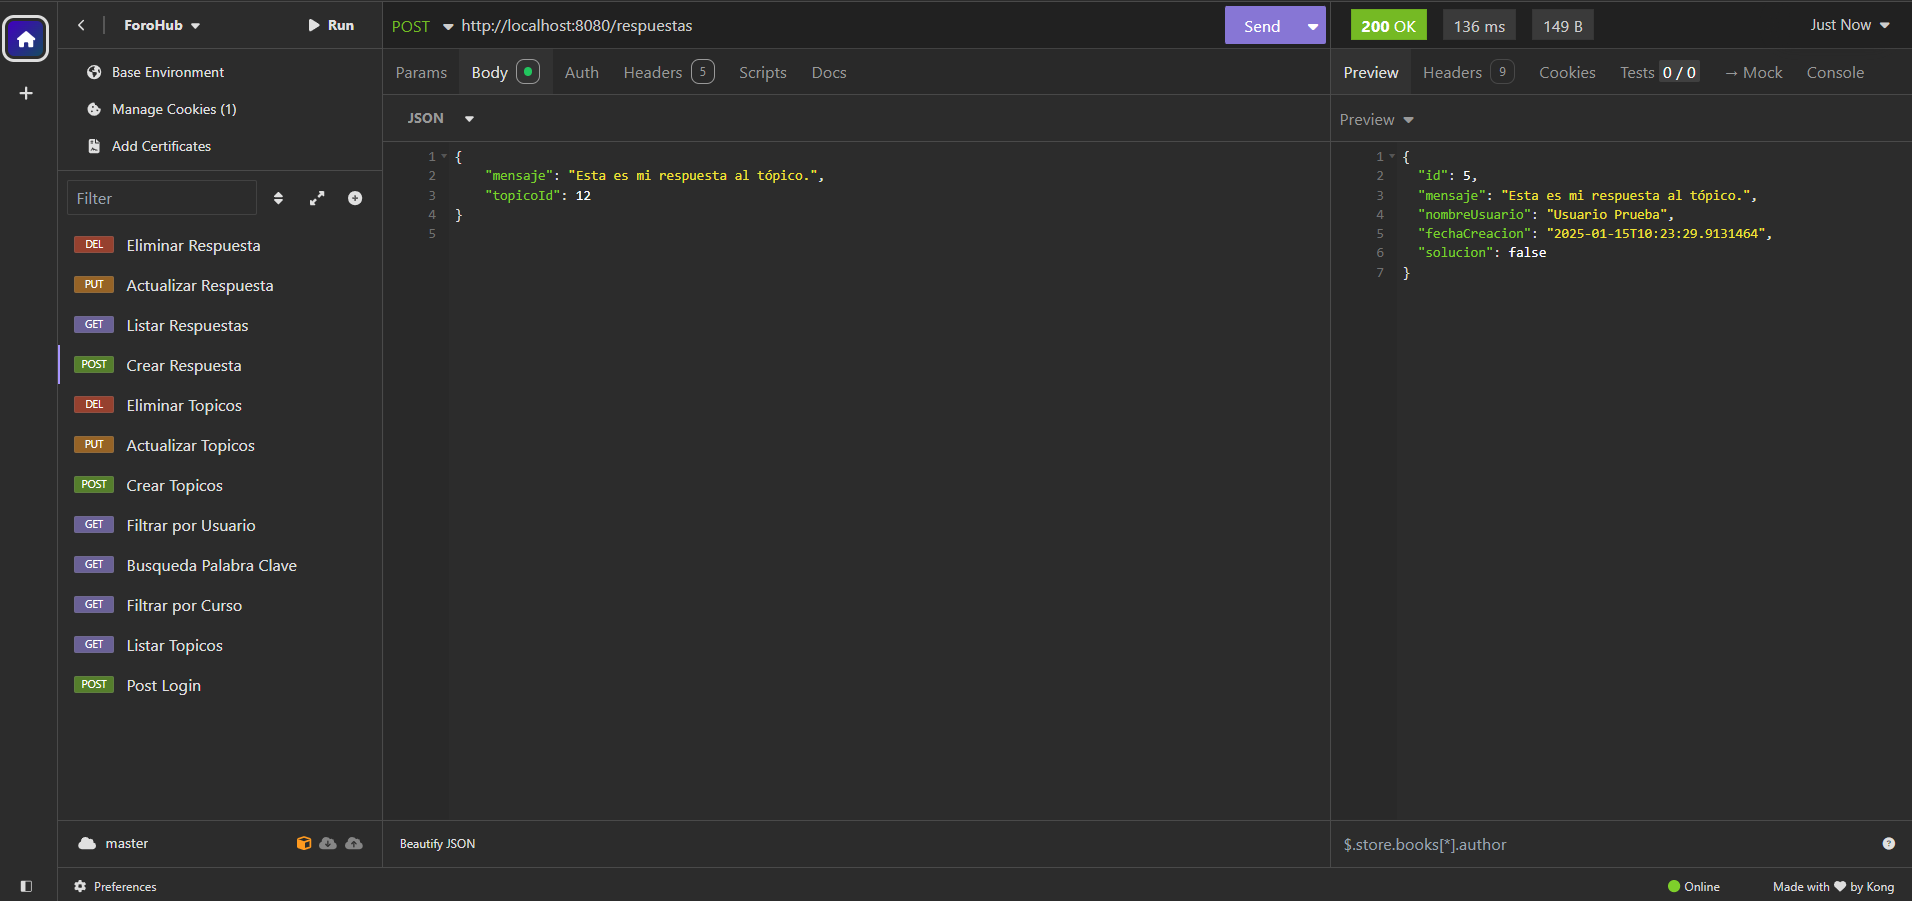 ForoHub
Run
Base Environment
Manage Cookies (1)
Add Certificates
Filter
DEL Eliminar Respuesta
PUT Actualizar Respuesta
GET Listar Respuestas
POST Crear Respuesta
DEL Eliminar Topicos
PUT Actualizar Topicos
POST Crear Topicos
GET Filtrar por Usuario
GET Busqueda Palabra Clave
GET Filtrar por Curso
GET Listar Topicos
POST Post Login
master
Preferences
POST http://localhost:8080/respuestas Send
Params Body Auth Headers 5 Scripts Docs
JSON
1 {
2 "mensaje": "Esta es mi respuesta al tópico.",
3 "topicoId": 12
4 }
5
Beautify JSON
200 OK 136 ms 149 B Just Now
Preview Headers 9 Cookies Tests 0 / 0 → Mock Console
Preview
1 {
2 "id": 5,
3 "mensaje": "Esta es mi respuesta al tópico.",
4 "nombreUsuario": "Usuario Prueba",
5 "fechaCreacion": "2025-01-15T10:23:29.9131464",
6 "solucion": false
7 }
$.store.books[*].author
Online
Made with ♥ by Kong